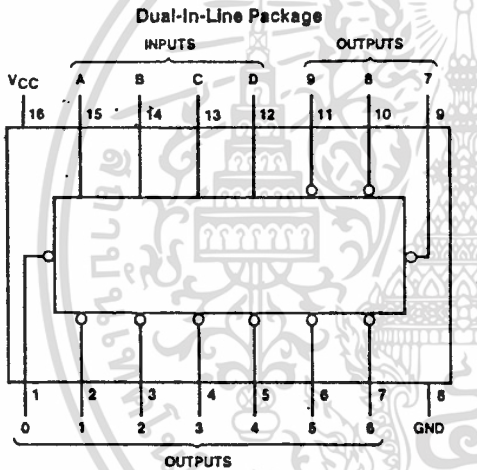 Dual-In-Line Package
INPUTS OUTPUTS
VCC A B C D 9 8 7
16 15 14 13 12 11 10 9
1 2 3 4 5 6 7 8
0 1 2 3 4 5 6 GND
OUTPUTS